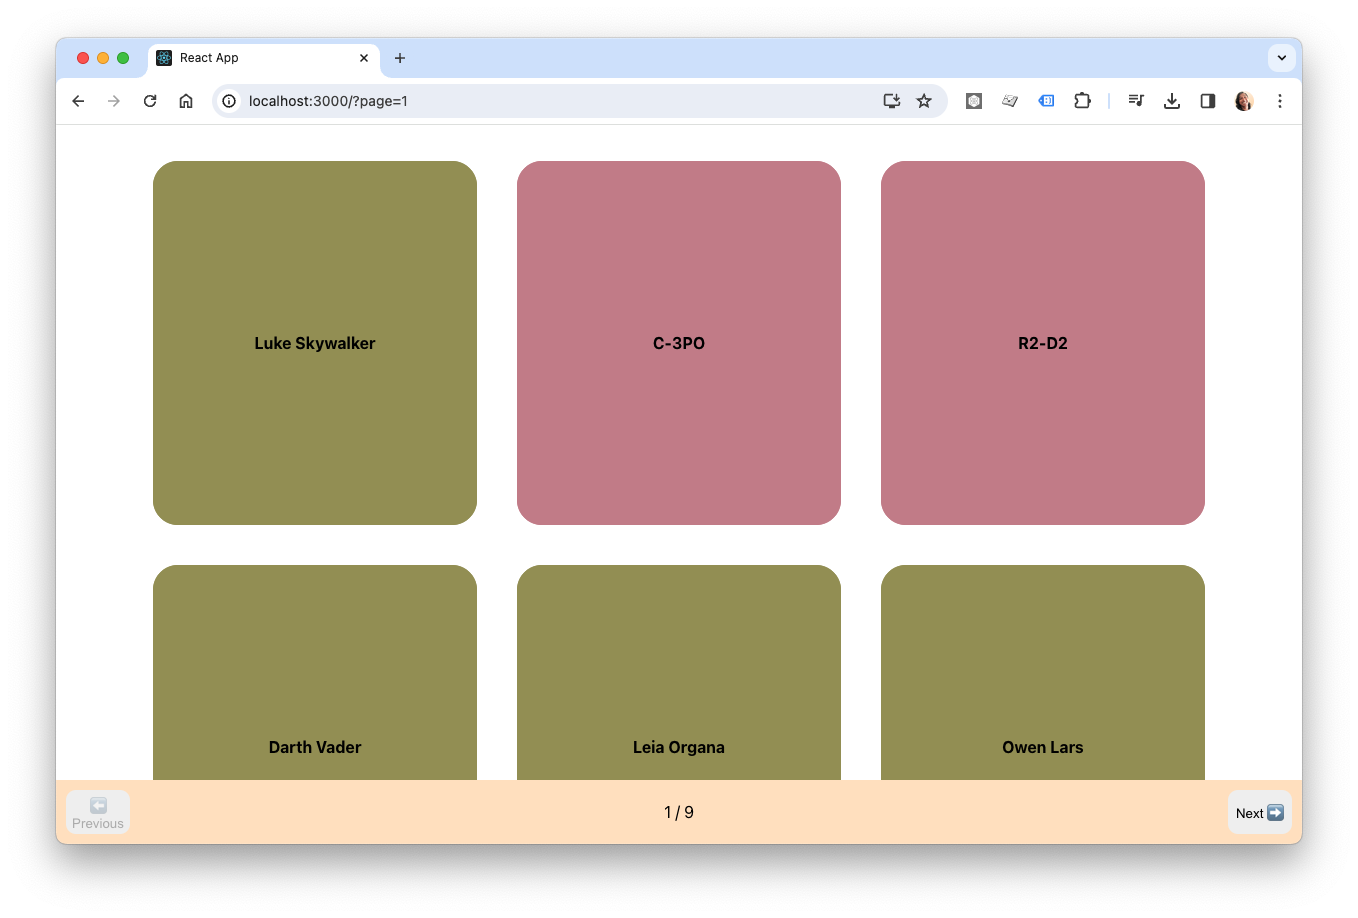 React App
localhost:3000/?page=1
Luke Skywalker
C-3PO
R2-D2
Darth Vader
Leia Organa
Owen Lars
⬅️
Previous
1 / 9
Next ➡️